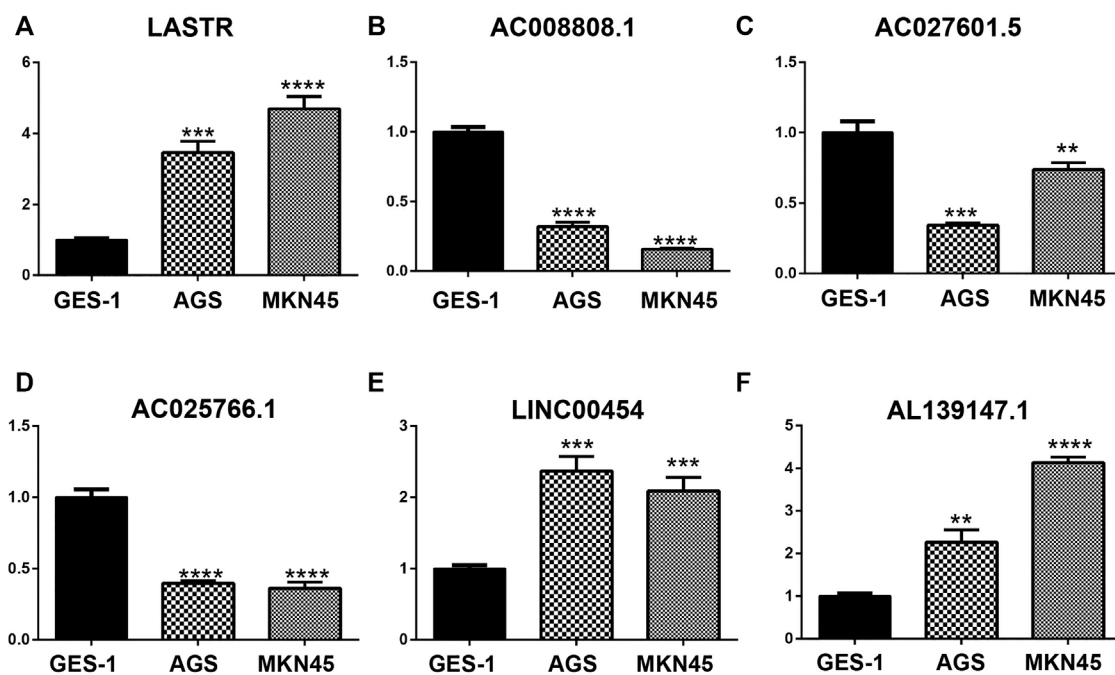 A LASTR
6
4
2
0
*** ****
GES-1 AGS MKN45
B AC008808.1
1.5
1.0
0.5
0.0
**** ****
GES-1 AGS MKN45
C AC027601.5
1.5
1.0
0.5
0.0
*** **
GES-1 AGS MKN45
D AC025766.1
1.5
1.0
0.5
0.0
**** ****
GES-1 AGS MKN45
E LINC00454
3
2
1
0
*** ***
GES-1 AGS MKN45
F AL139147.1
5
4
3
2
1
0
** ****
GES-1 AGS MKN45